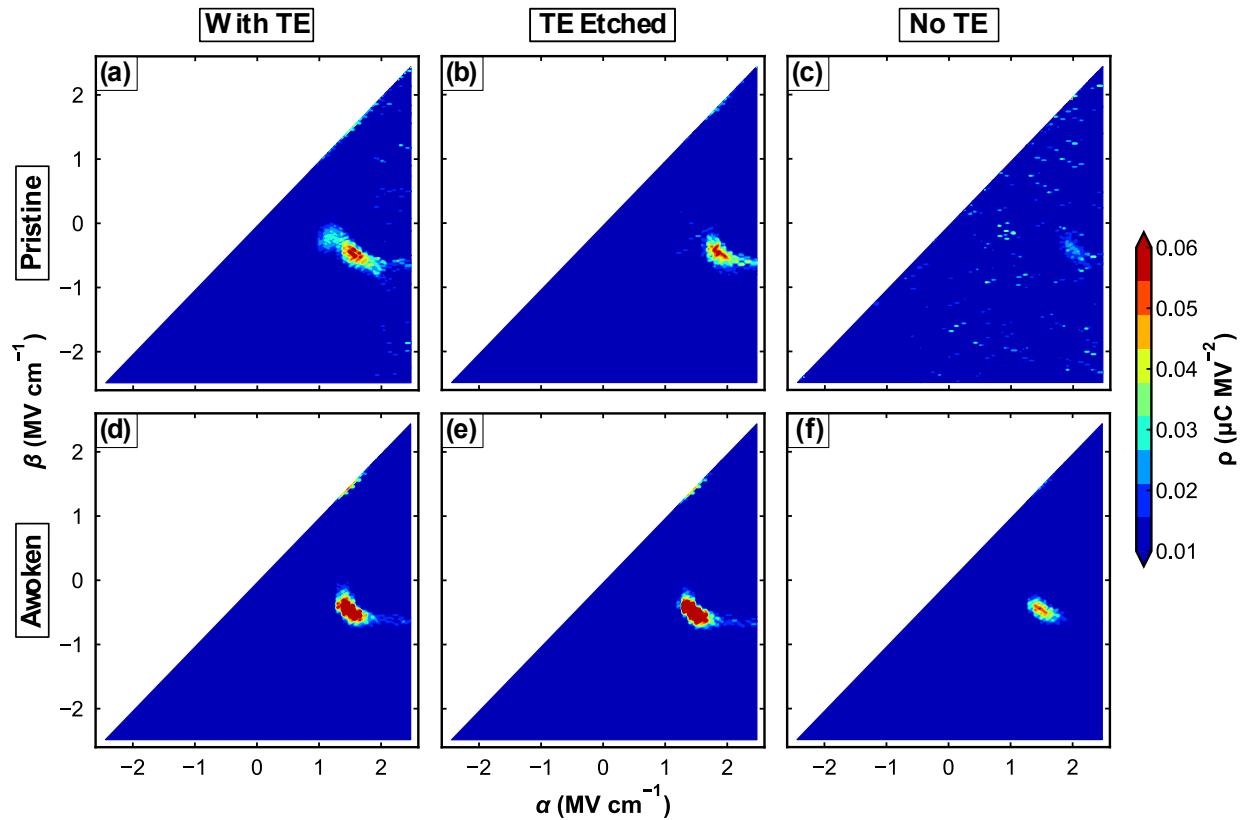 With TE
TE Etched
No TE
Pristine
Awoken
(a)
2
1
0
−1
−2
(b)
(c)
(d)
2
1
0
−1
−2
−2
−1
0
1
2
(e)
−2
−1
0
1
2
(f)
−2
−1
0
1
2
β (MV cm⁻¹)
α (MV cm⁻¹)
0.06
0.05
0.04
0.03
0.02
0.01
ρ (µC MV⁻²)